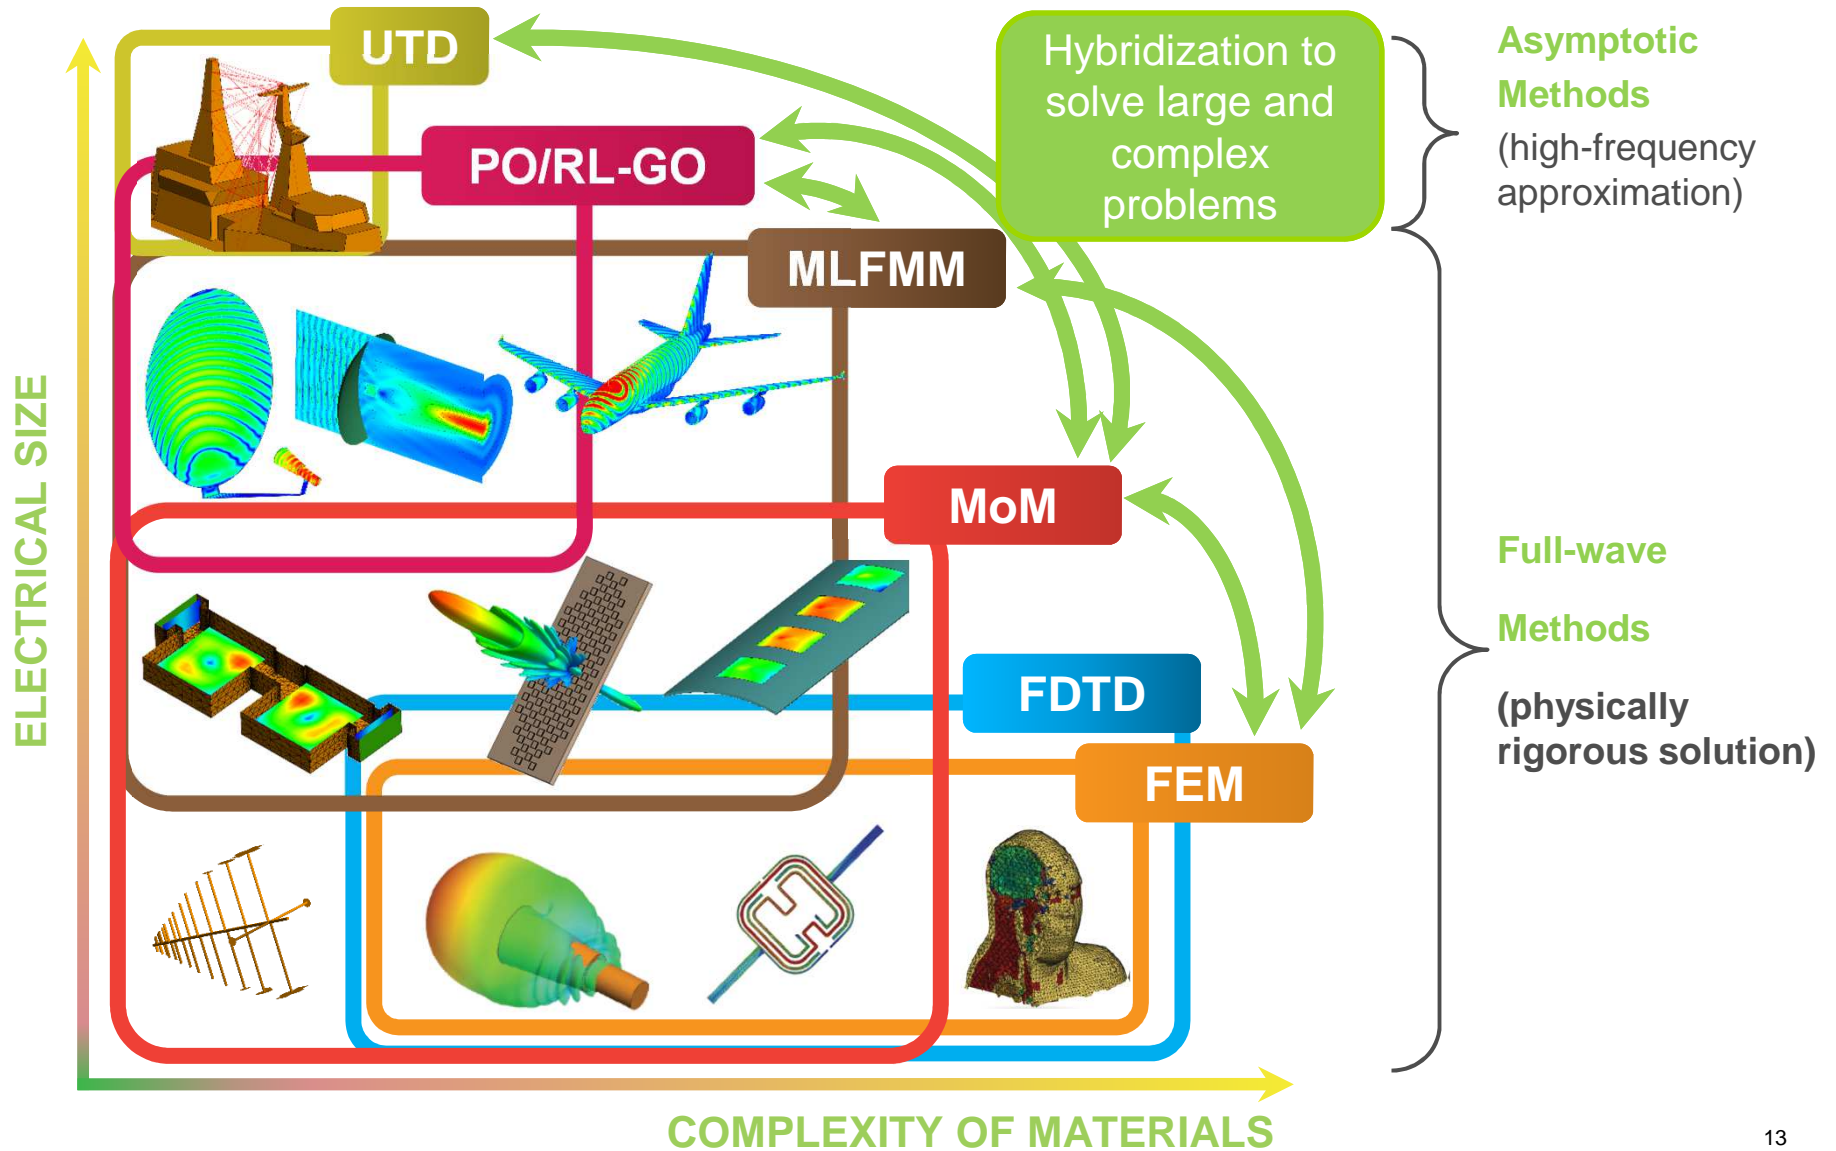 UTD
PO/RL-GO
MLFMM
MoM
FDTD
FEM
Hybridization to
solve large and
complex
problems
Asymptotic
Methods
(high-frequency
approximation)
Full-wave
Methods
(physically
rigorous solution)
ELECTRICAL SIZE
COMPLEXITY OF MATERIALS
13